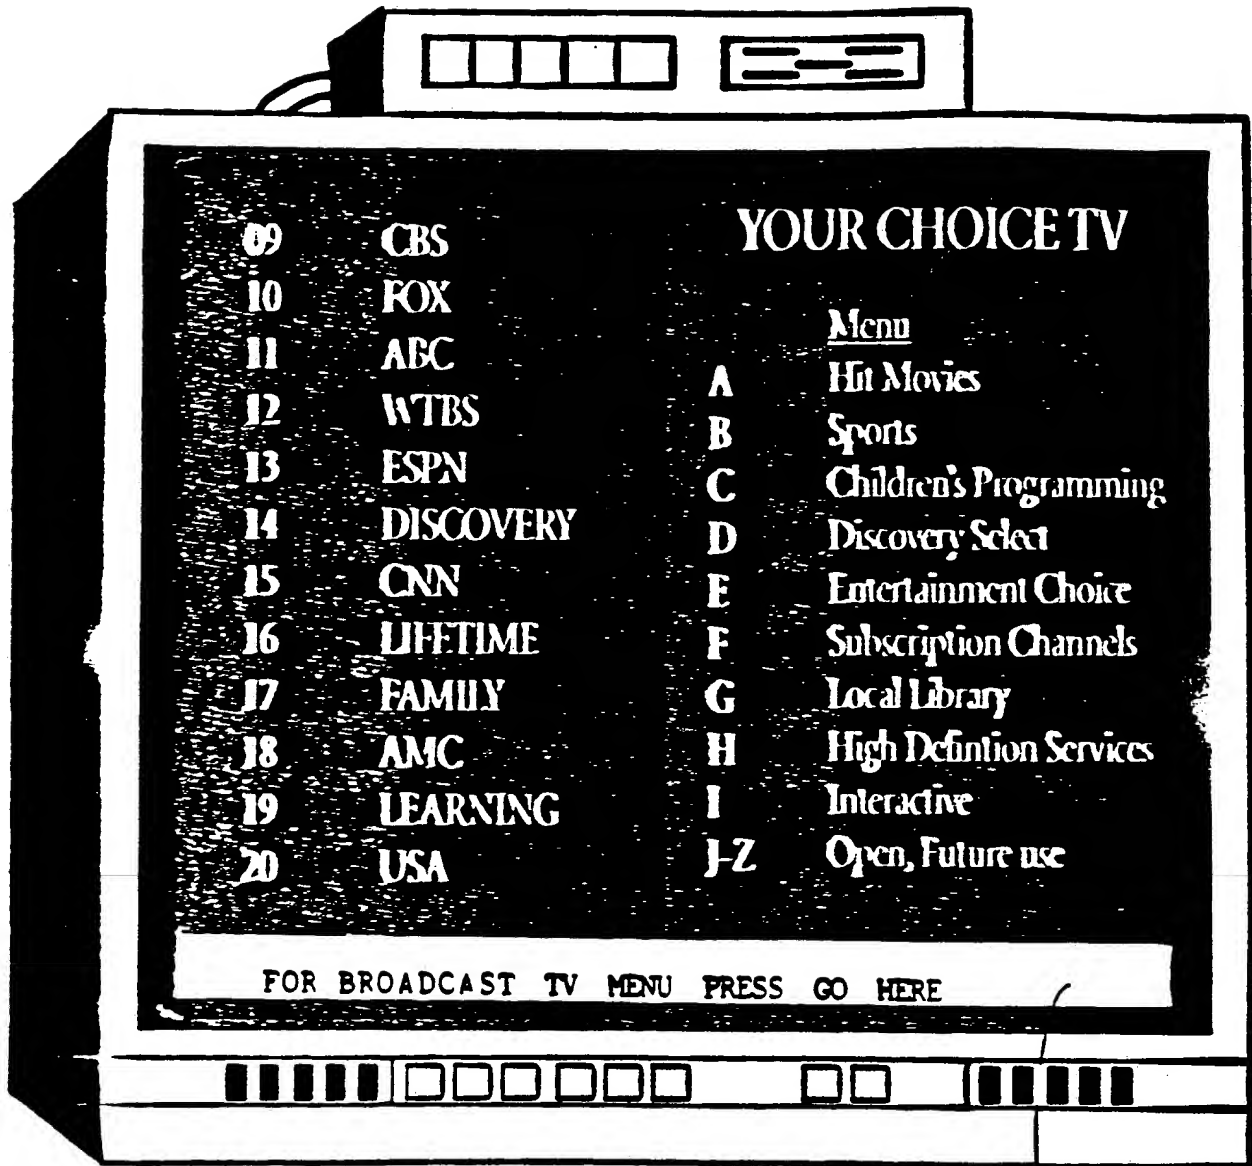 09 CBS
10 FOX
11 ABC
12 WTBS
13 ESPN
14 DISCOVERY
15 CNN
16 LIFETIME
17 FAMILY
18 AMC
19 LEARNING
20 USA
YOUR CHOICE TV
Menu
A Hit Movies
B Sports
C Children's Programming
D Discovery Select
E Entertainment Choice
F Subscription Channels
G Local Library
H High Defintion Services
I Interactive
J-Z Open, Future use
FOR BROADCAST TV MENU PRESS GO HERE